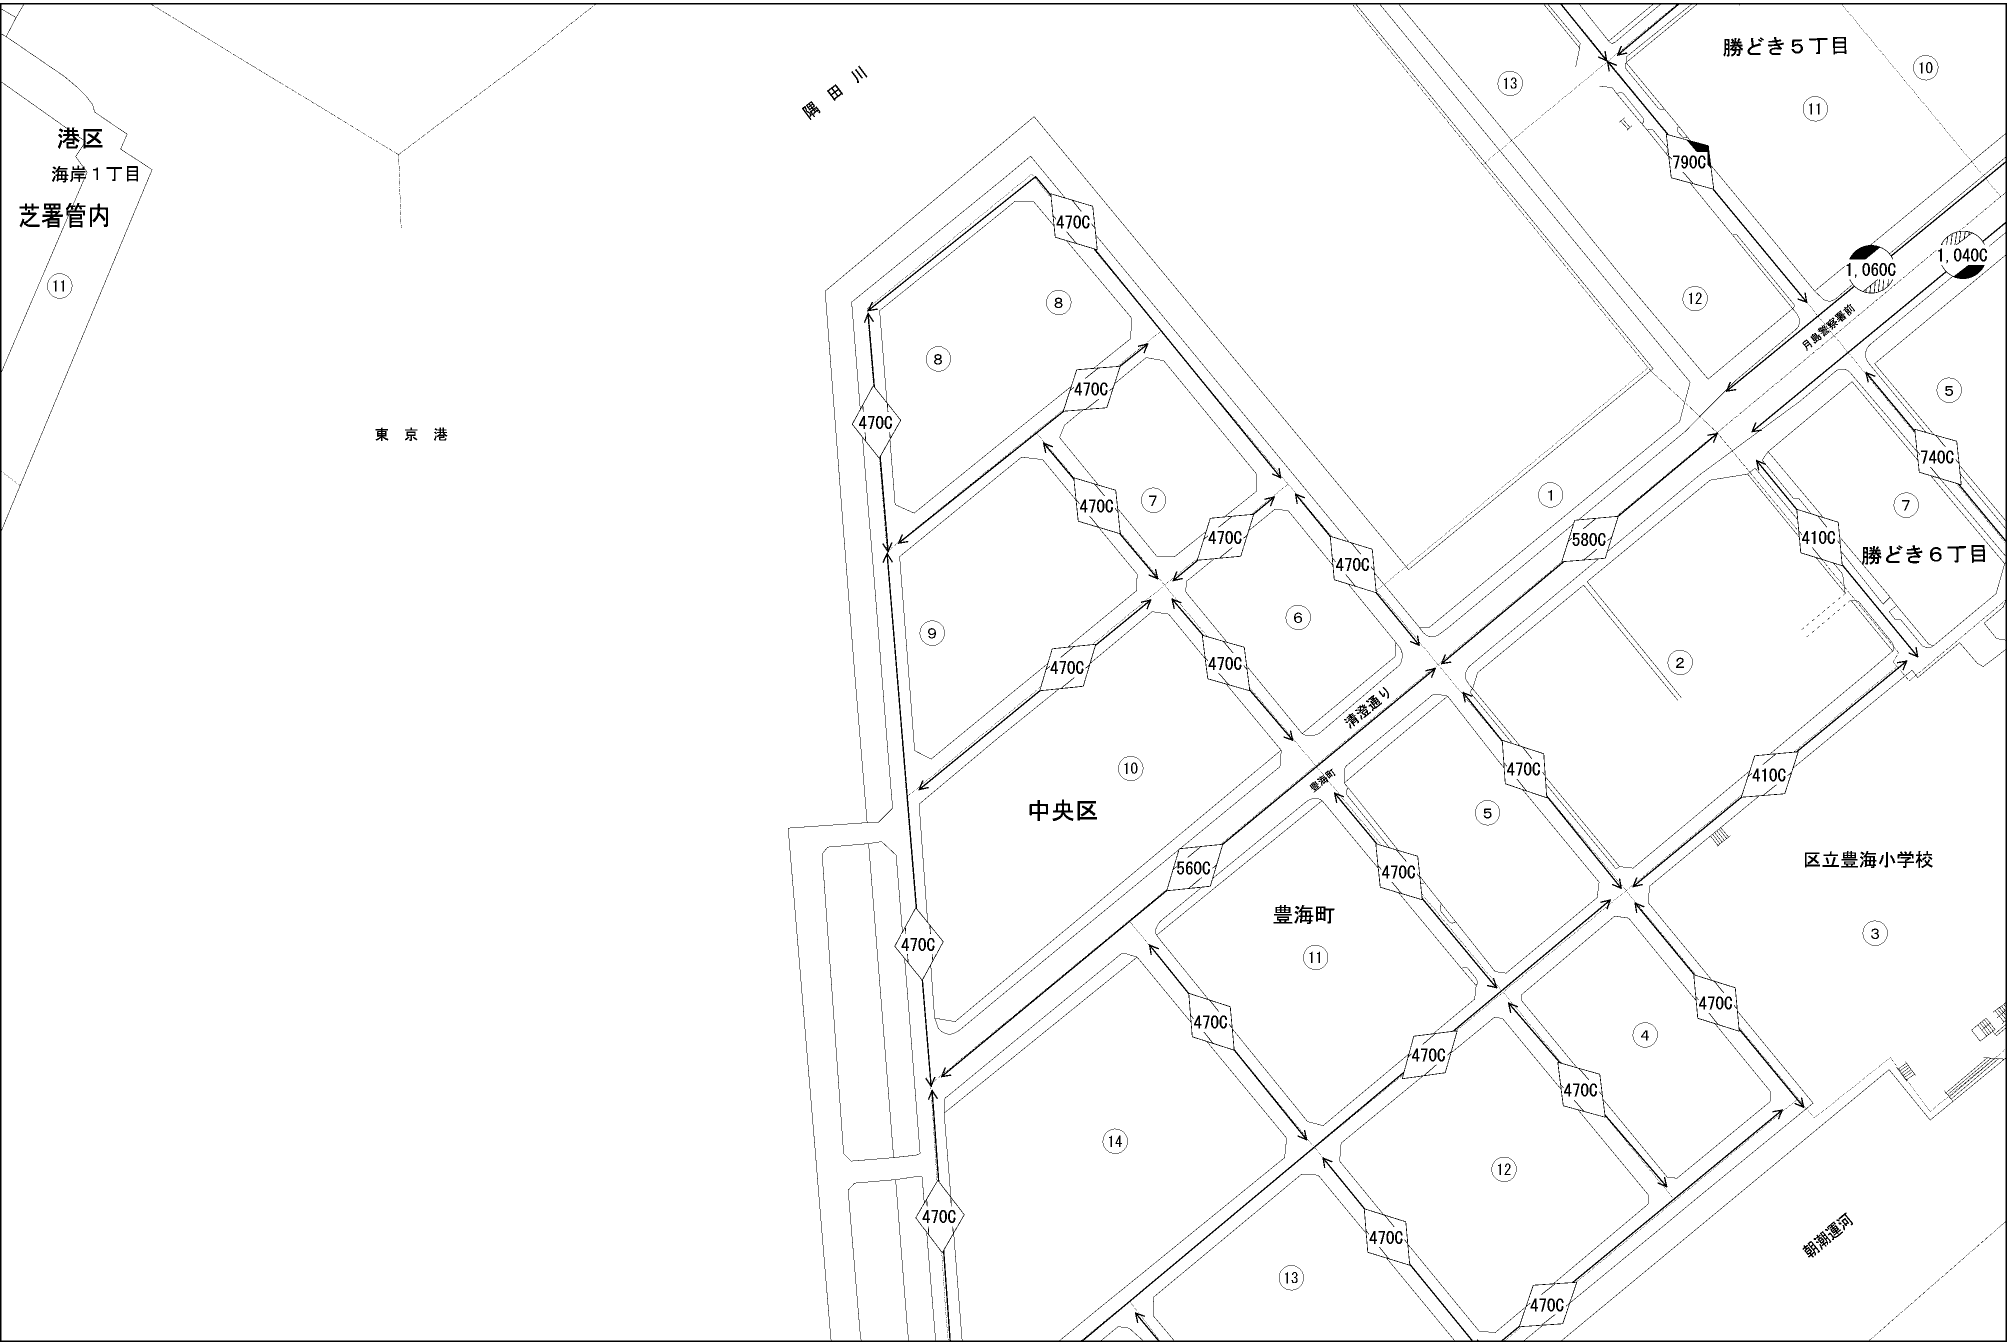 勝どき５丁目
⑩
隅田川
⑬
⑪
港区
海岸１丁目
芝署管内
790C
470C
1,060C
1,040C
⑪
⑧
⑫
月島警察署前
⑧
470C
⑤
470C
東京港
740C
470C
⑦
①
⑦
470C
470C
580C
410C
勝どき６丁目
470C
⑥
⑨
470C
470C
②
清澄通り
⑩
470C
410C
豊海町
中央区
⑤
560C
470C
区立豊海小学校
豊海町
③
470C
⑪
470C
470C
④
470C
470C
⑭
⑫
470C
470C
朝潮運河
⑬
470C